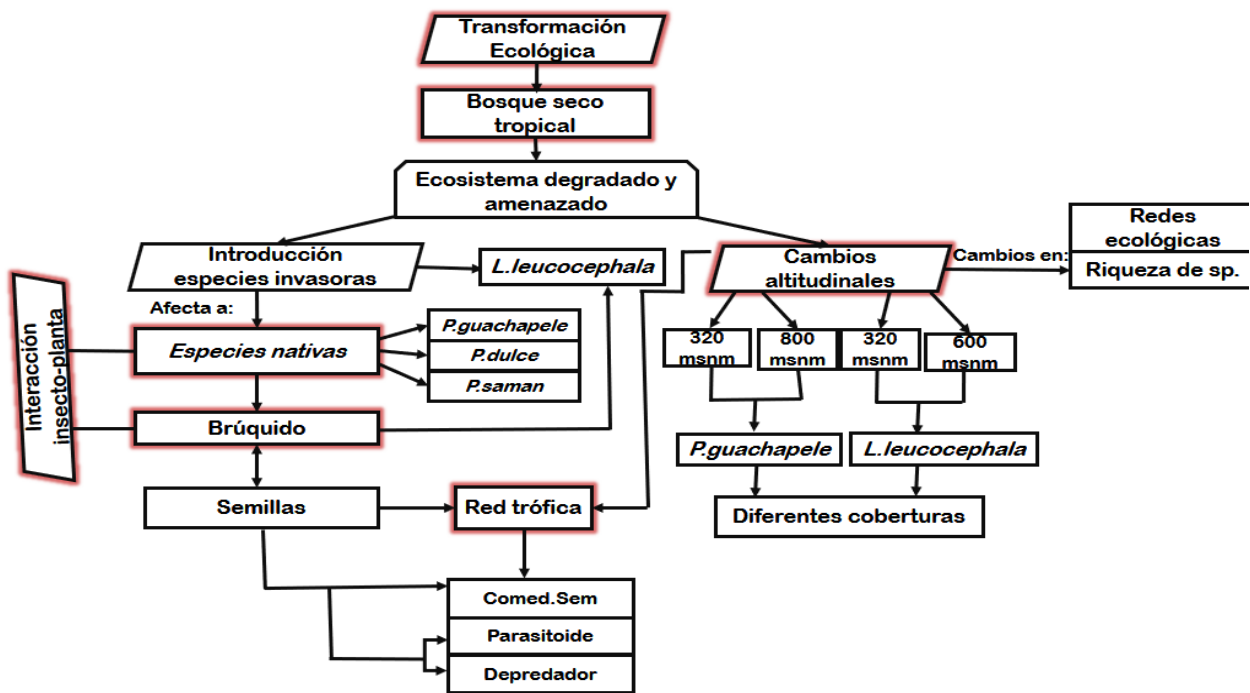 Transformación
Ecológica
Bosque seco
tropical
Ecosistema degradado y
amenazado
Introducción
especies invasoras
L.leucocephala
Cambios
altitudinales
Cambios en:
Redes
ecológicas
Riqueza de sp.
Afecta a:
Interacción
insecto-planta
Especies nativas
P.guachapele
P.dulce
P.saman
320
msnm
800
msnm
320
msnm
600
msnm
Brúquido
P.guachapele
L.leucocephala
Semillas
Red trófica
Diferentes coberturas
Comed.Sem
Parasitoide
Depredador